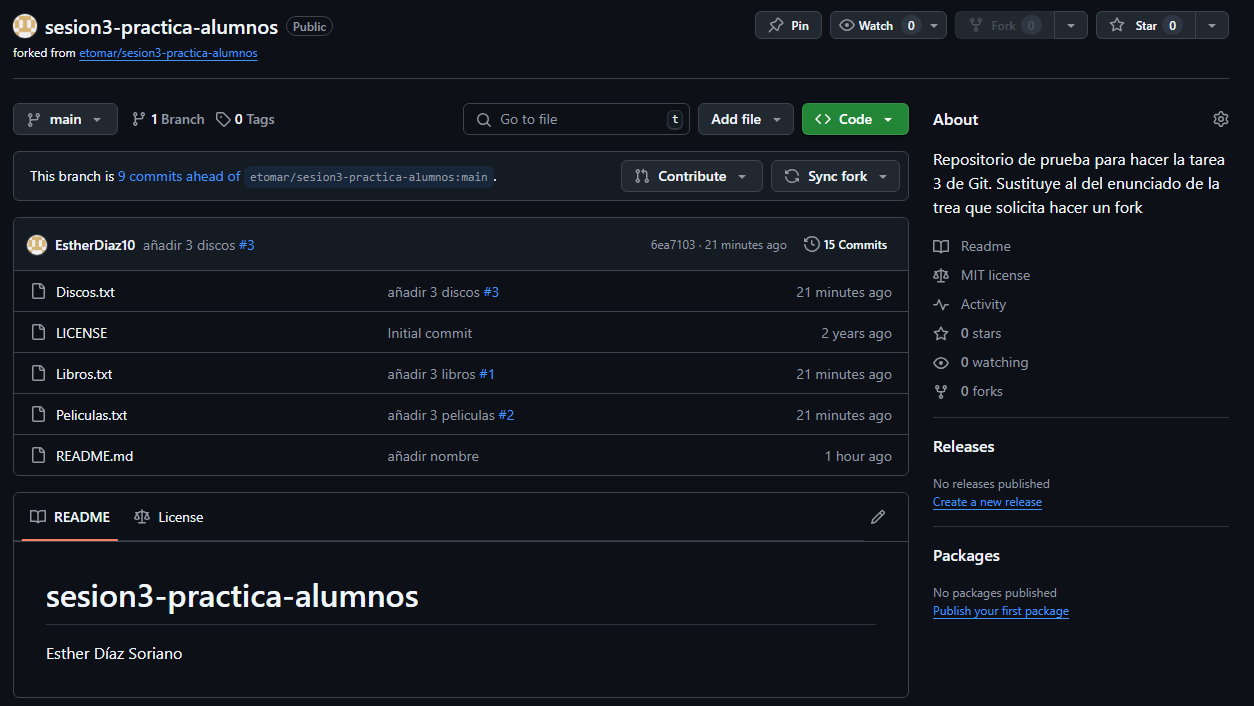 sesion3-practica-alumnos Public Pin Watch 0 Fork 0 Star 0
forked from etomar/sesion3-practica-alumnos
main 1 Branch 0 Tags Go to file t Add file Code
This branch is 9 commits ahead of etomar/sesion3-practica-alumnos:main . Contribute Sync fork
EstherDiaz10 añadir 3 discos #3 6ea7103 · 21 minutes ago 15 Commits
Discos.txt añadir 3 discos #3 21 minutes ago
LICENSE Initial commit 2 years ago
Libros.txt añadir 3 libros #1 21 minutes ago
Peliculas.txt añadir 3 peliculas #2 21 minutes ago
README.md añadir nombre 1 hour ago
README License
sesion3-practica-alumnos
Esther Díaz Soriano
About
Repositorio de prueba para hacer la tarea
3 de Git. Sustituye al del enunciado de la
trea que solicita hacer un fork
Readme
MIT license
Activity
0 stars
0 watching
0 forks
Releases
No releases published
Create a new release
Packages
No packages published
Publish your first package